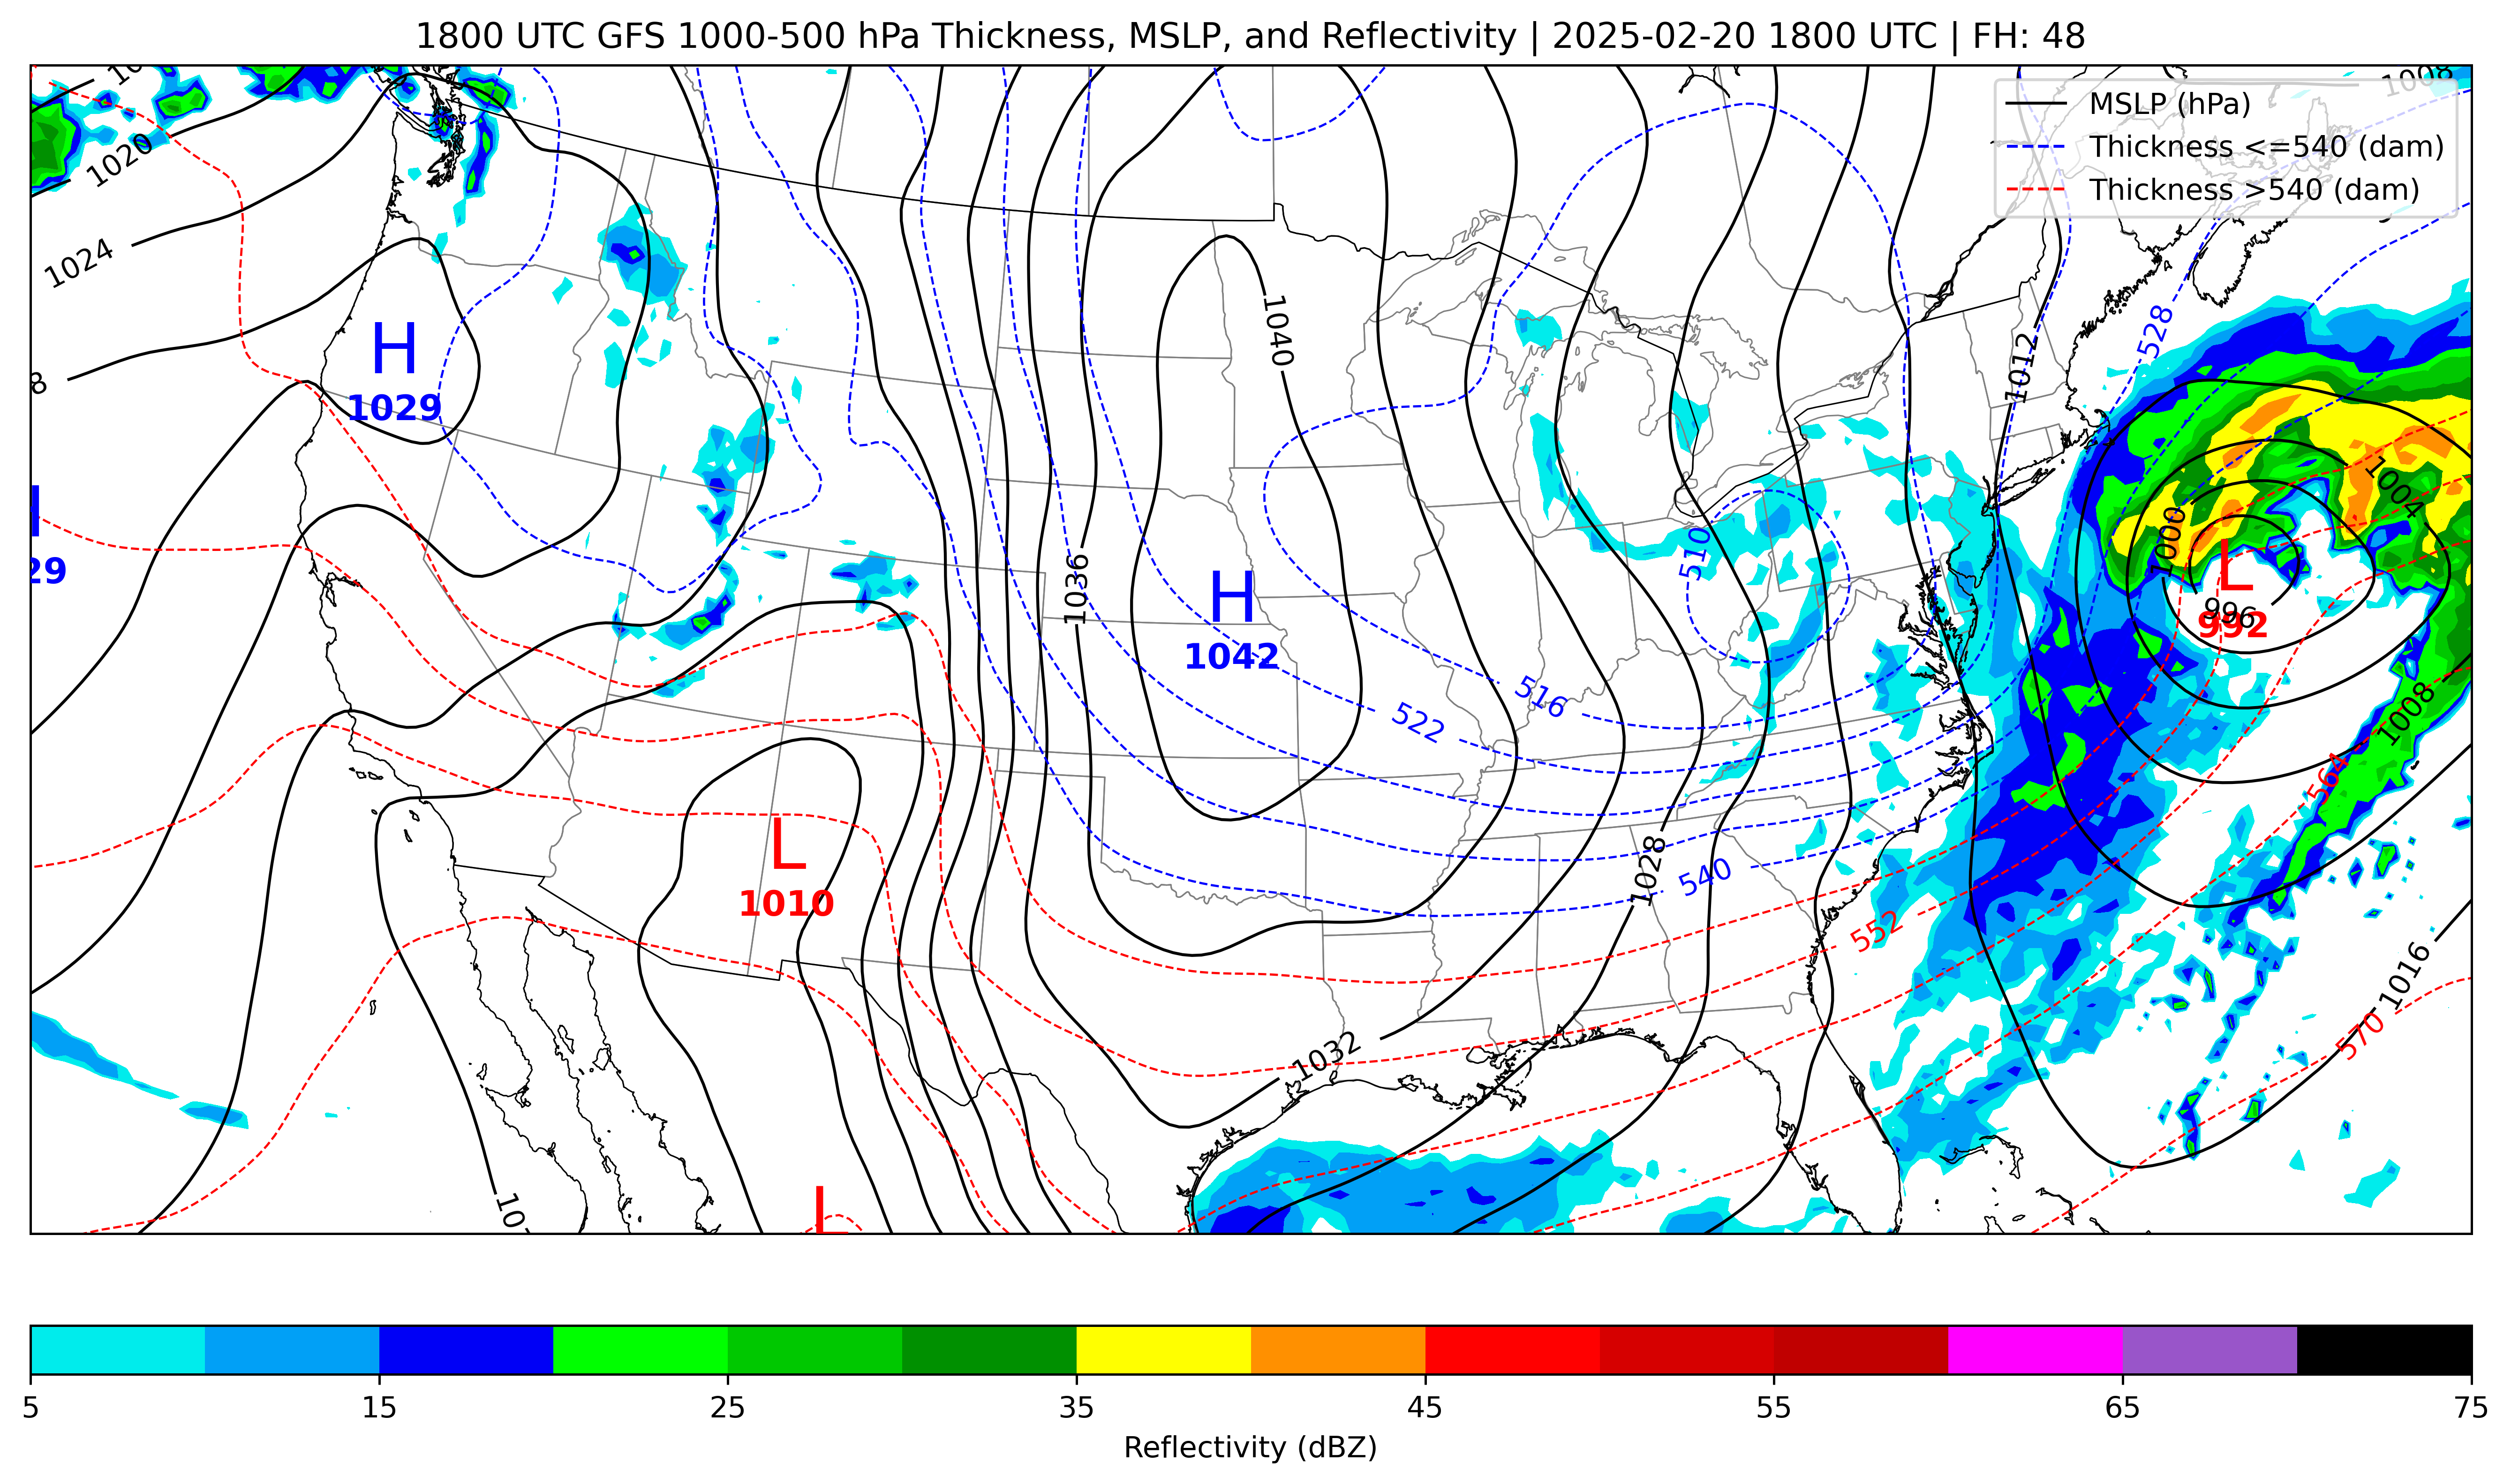 1800 UTC GFS 1000-500 hPa Thickness, MSLP, and Reflectivity | 2025-02-20 1800 UTC | FH: 48
MSLP (hPa)
Thickness <=540 (dam)
Thickness >540 (dam)
1008
1020
1024
1040
528
1012
H
1029
8
29
1004
1000
510
L
996
992
1036
H
1042
516
522
1008
564
L
1010
1028
540
552
1016
570
1032
10
L
5 15 25 35 45 55 65 75
Reflectivity (dBZ)